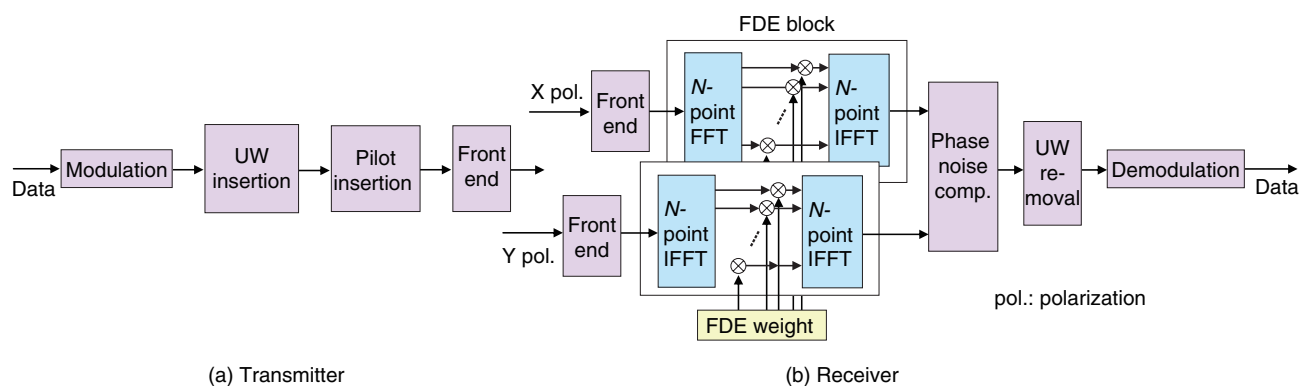 FDE block
X pol.
Front
end
N-
point
FFT
N-
point
IFFT
Data
Modulation
UW
insertion
Pilot
insertion
Front
end
Y pol.
Front
end
N-
point
IFFT
N-
point
IFFT
FDE weight
Phase
noise
comp.
UW
re-
moval
Demodulation
Data
pol.: polarization
(a) Transmitter
(b) Receiver